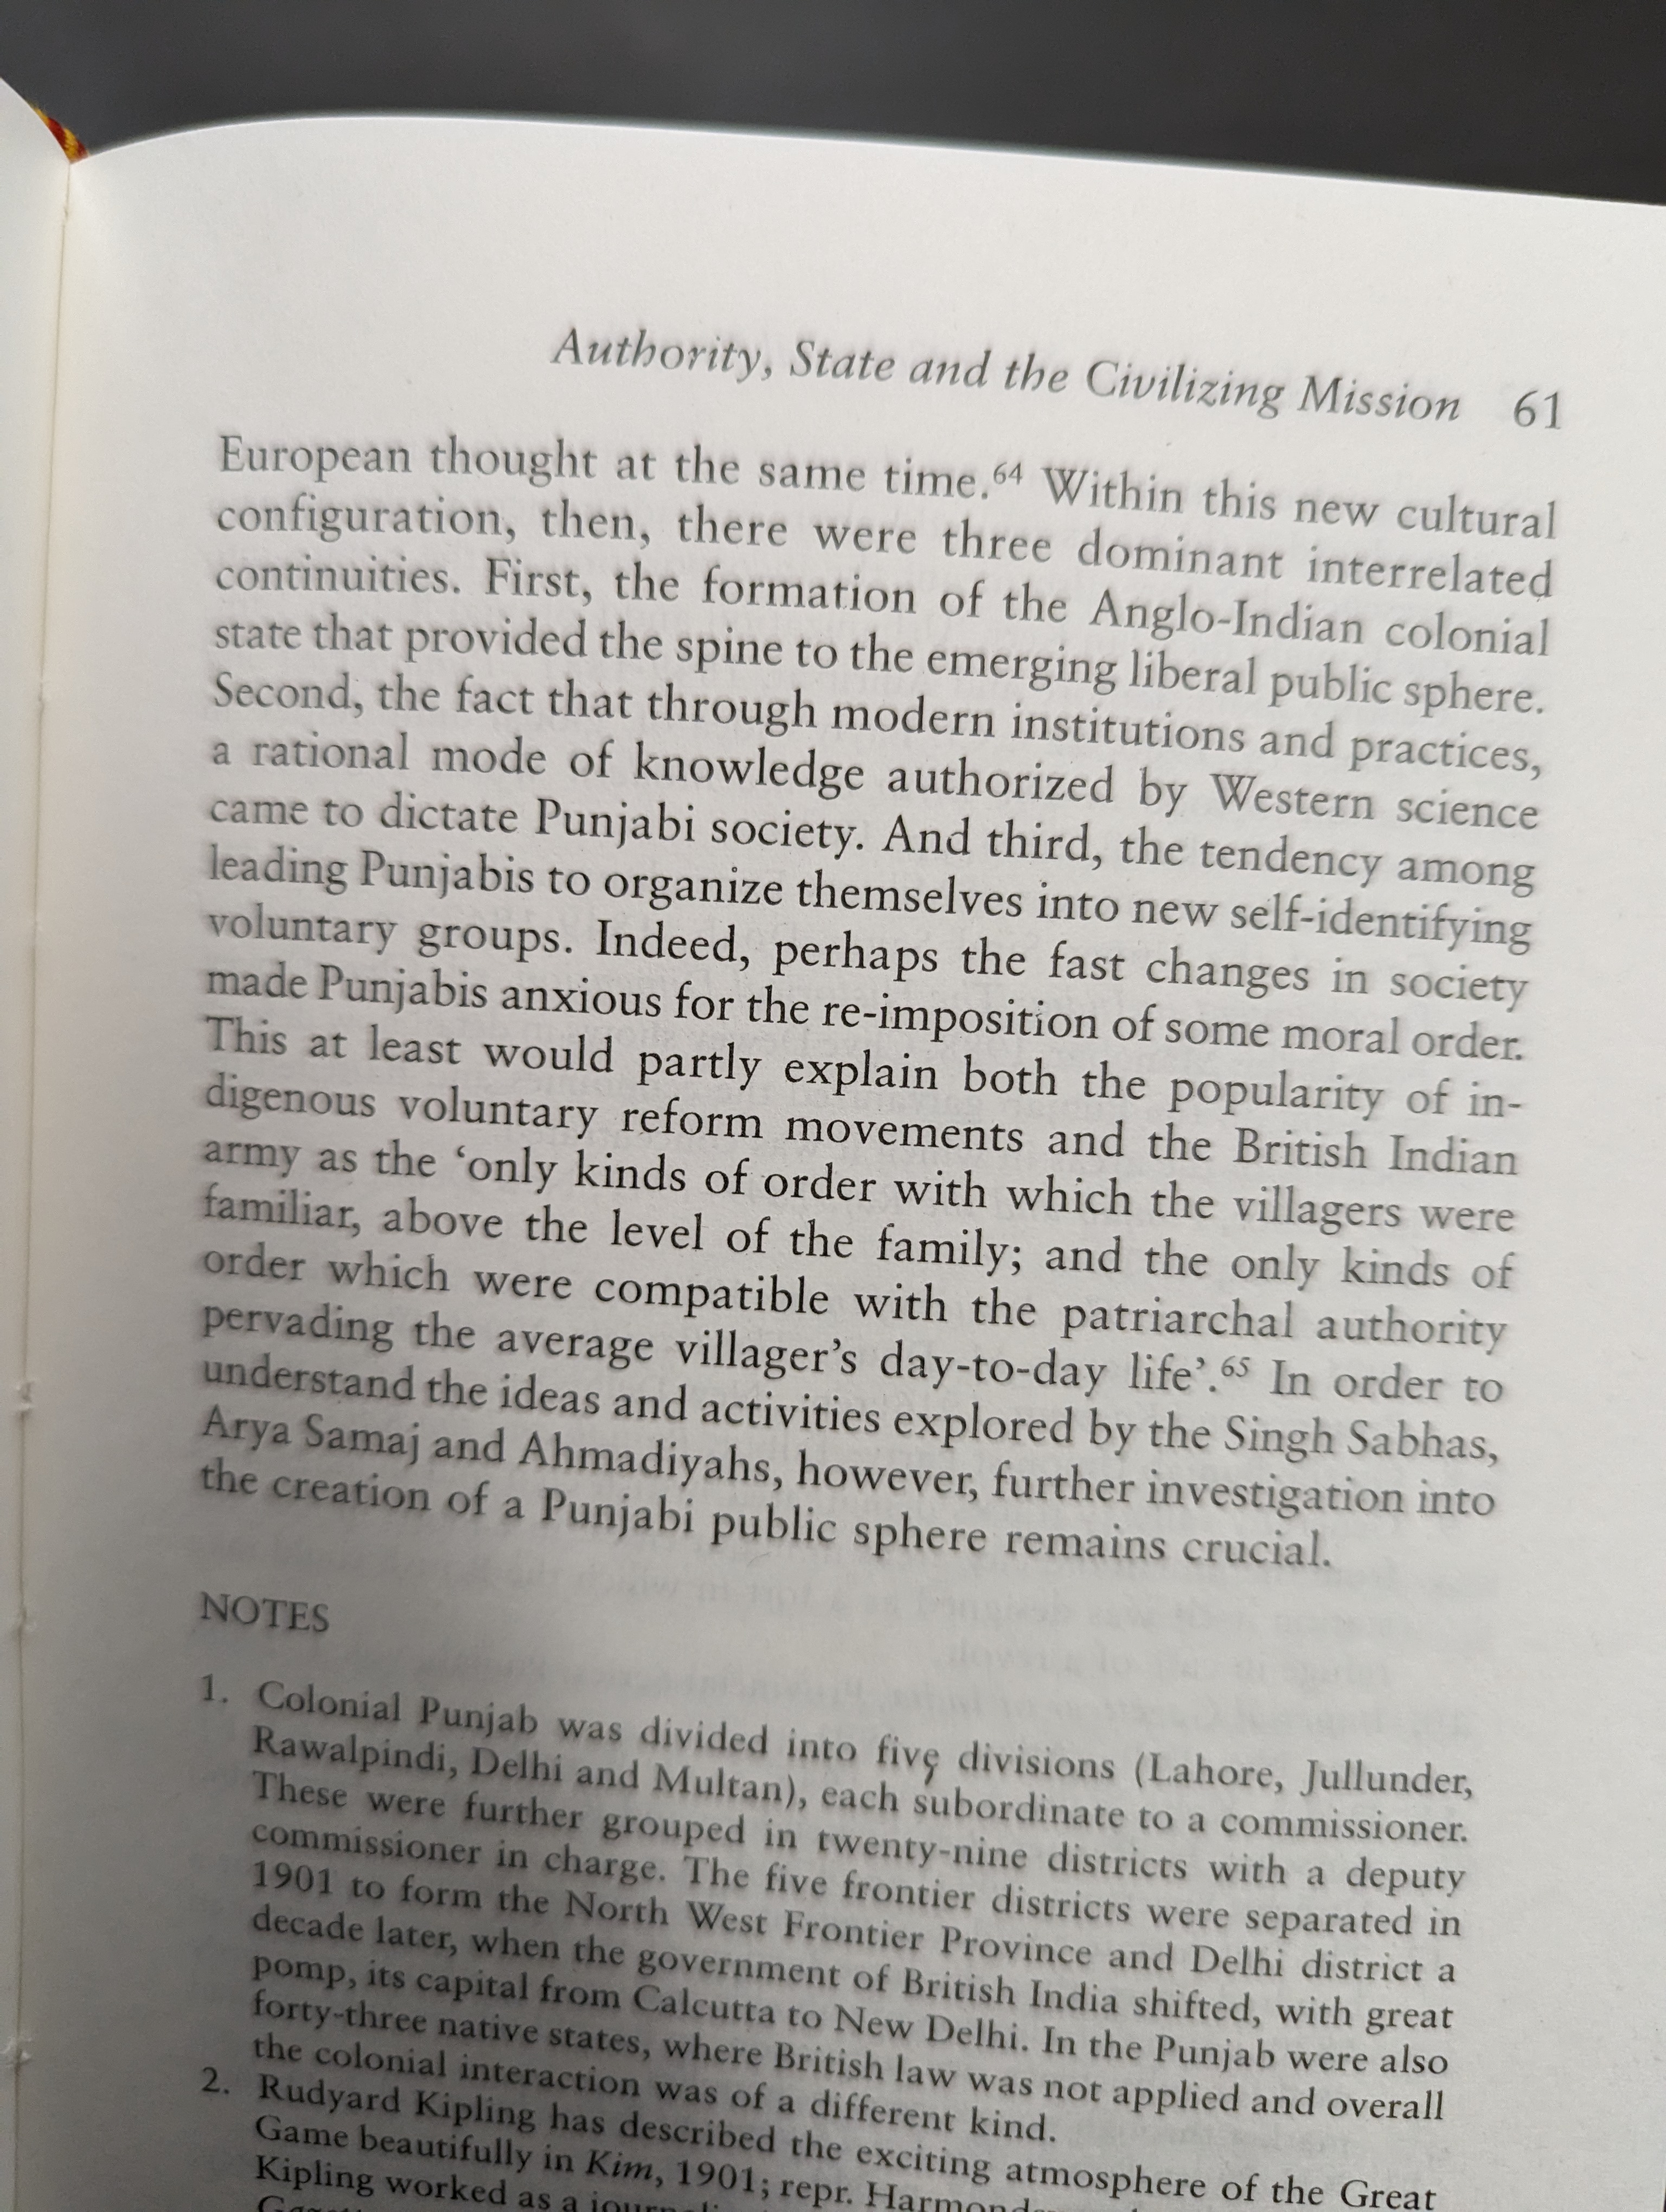 Authority, State and the Civilizing Mission 61
European thought at the same time.⁶⁴ Within this new cultural
configuration, then, there were three dominant interrelated
continuities. First, the formation of the Anglo-Indian colonial
state that provided the spine to the emerging liberal public sphere.
Second, the fact that through modern institutions and practices,
a rational mode of knowledge authorized by Western science
came to dictate Punjabi society. And third, the tendency among
leading Punjabis to organize themselves into new self-identifying
voluntary groups. Indeed, perhaps the fast changes in society
made Punjabis anxious for the re-imposition of some moral order.
This at least would partly explain both the popularity of in-
digenous voluntary reform movements and the British Indian
army as the ‘only kinds of order with which the villagers were
familiar, above the level of the family; and the only kinds of
order which were compatible with the patriarchal authority
pervading the average villager’s day-to-day life’.⁶⁵ In order to
understand the ideas and activities explored by the Singh Sabhas,
Arya Samaj and Ahmadiyahs, however, further investigation into
the creation of a Punjabi public sphere remains crucial.
NOTES
1. Colonial Punjab was divided into five divisions (Lahore, Jullunder,
Rawalpindi, Delhi and Multan), each subordinate to a commissioner.
These were further grouped in twenty-nine districts with a deputy
commissioner in charge. The five frontier districts were separated in
1901 to form the North West Frontier Province and Delhi district a
decade later, when the government of British India shifted, with great
pomp, its capital from Calcutta to New Delhi. In the Punjab were also
forty-three native states, where British law was not applied and overall
the colonial interaction was of a different kind.
2. Rudyard Kipling has described the exciting atmosphere of the Great
Game beautifully in Kim, 1901; repr.
Kipling worked as a